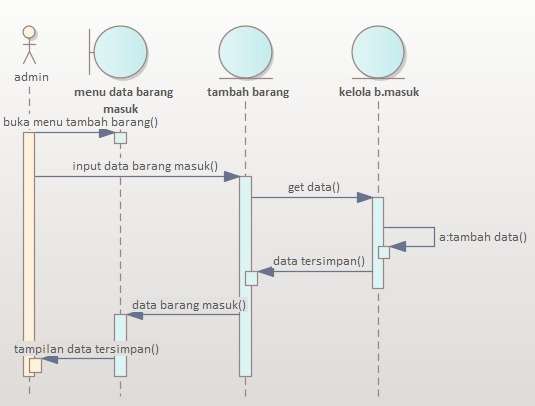 admin
menu data barang
masuk
tambah barang
kelola b.masuk
buka menu tambah barang()
input data barang masuk()
get data()
a:tambah data()
data tersimpan()
data barang masuk()
tampilan data tersimpan()